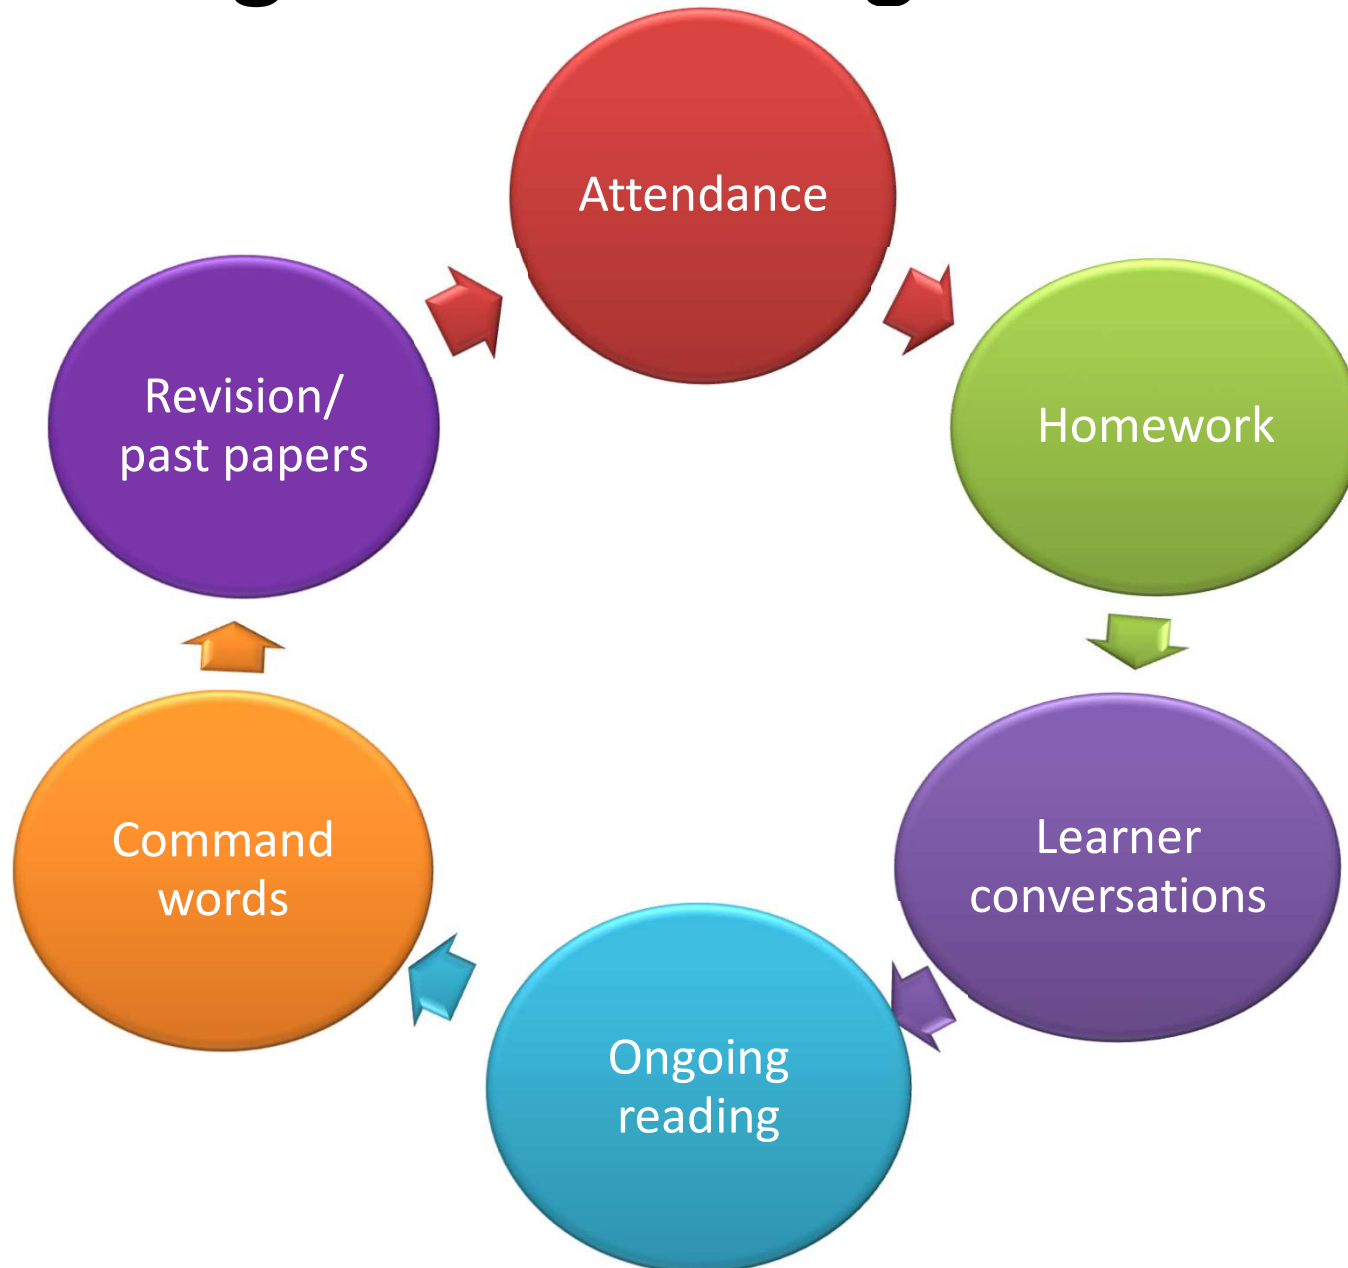 Attendance
Homework
Learner
conversations
Ongoing
reading
Command
words
Revision/
past papers